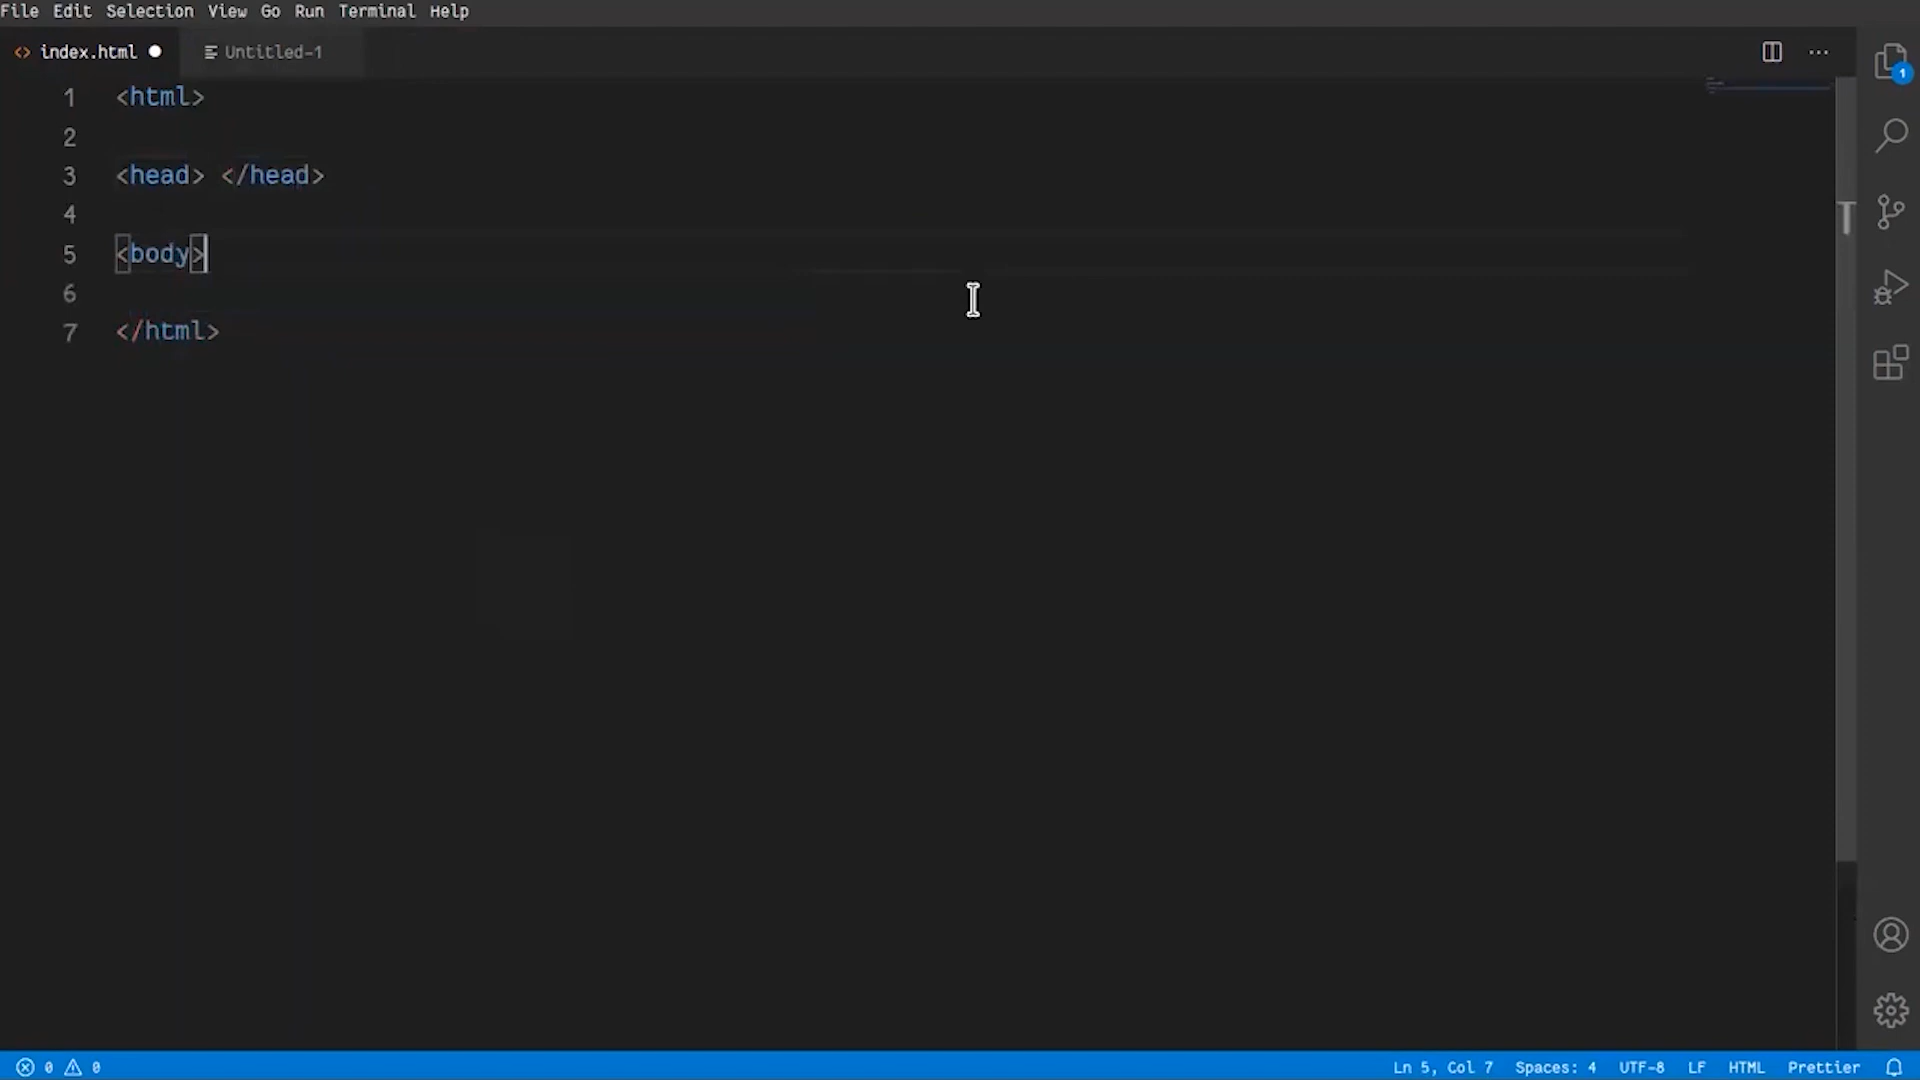 File Edit Selection View Go Run Terminal Help
index.html Untitled-1
1
1 <html>
2
3 <head> </head>
4
5 <body>
6
7 </html>
0 0 Ln 5, Col 7 Spaces: 4 UTF-8 LF HTML Prettier